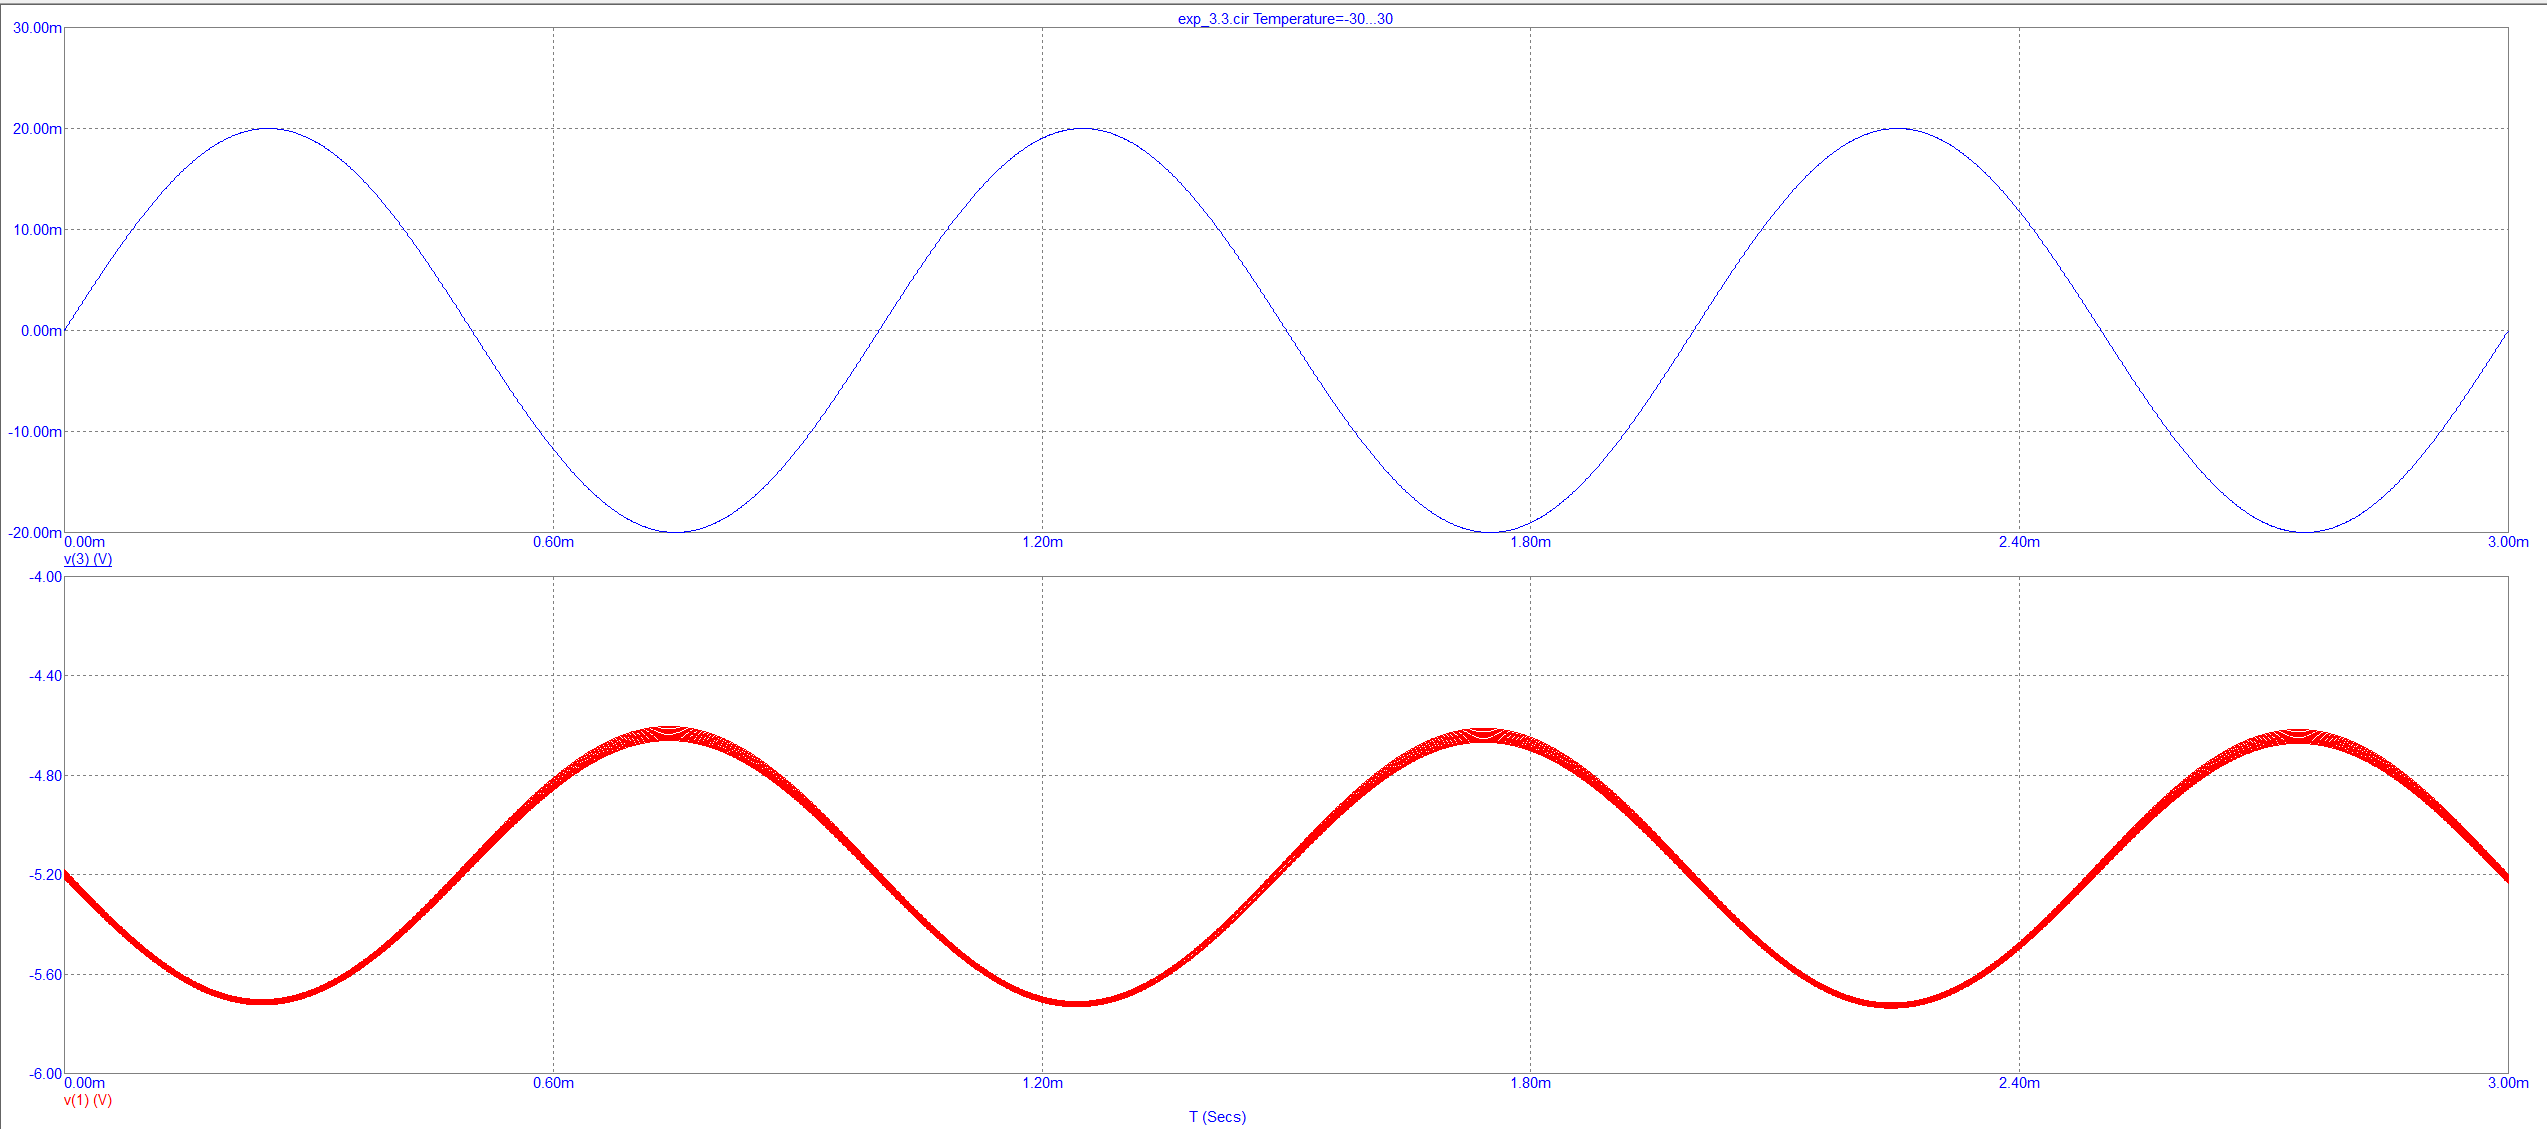 exp_3.3.cir Temperature=-30...30
30.00m
20.00m
10.00m
0.00m
-10.00m
-20.00m
0.00m 0.60m 1.20m 1.80m 2.40m 3.00m
v(3) (V)
-4.00
-4.40
-4.80
-5.20
-5.60
-6.00
0.00m 0.60m 1.20m 1.80m 2.40m 3.00m
v(1) (V)
T (Secs)